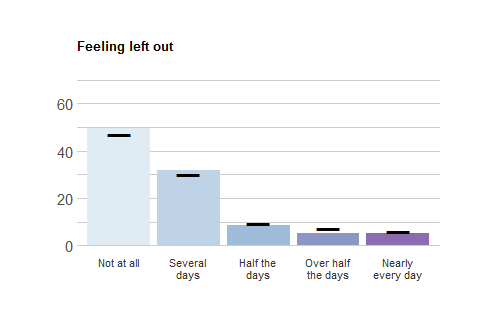 Feeling left out
60
40
20
0
Not at all
Several
days
Half the
days
Over half
the days
Nearly
every day